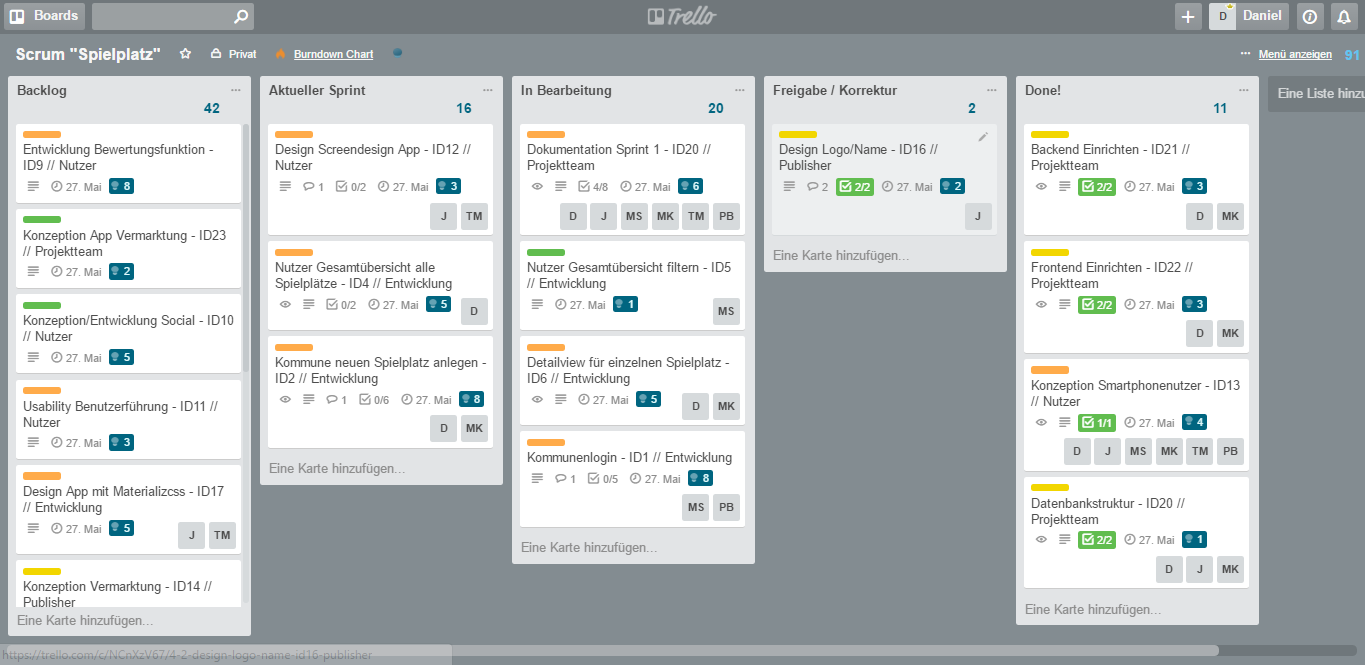 Boards
Trello
D Daniel
Scrum "Spielplatz"
Privat
Burndown Chart
Menü anzeigen
91
Backlog
42
Entwicklung Bewertungsfunktion -
ID9 // Nutzer
27. Mai 8
Konzeption App Vermarktung - ID23
// Projektteam
27. Mai 2
Konzeption/Entwicklung Social - ID10
// Nutzer
27. Mai 5
Usability Benutzerführung - ID11 //
Nutzer
27. Mai 3
Design App mit Materializcss - ID17
// Entwicklung
27. Mai 5
J TM
Konzeption Vermarktung - ID14 //
Publisher
Eine Karte hinzufügen...
Aktueller Sprint
16
Design Screendesign App - ID12 //
Nutzer
1 0/2 27. Mai 3
J TM
Nutzer Gesamtübersicht alle
Spielplätze - ID4 // Entwicklung
0/2 27. Mai 5
D
Kommune neuen Spielplatz anlegen -
ID2 // Entwicklung
1 0/6 27. Mai 8
D MK
Eine Karte hinzufügen...
In Bearbeitung
20
Dokumentation Sprint 1 - ID20 //
Projektteam
4/8 27. Mai 6
D J MS MK TM PB
Nutzer Gesamtübersicht filtern - ID5
// Entwicklung
27. Mai 1
MS
Detailview für einzelnen Spielplatz -
ID6 // Entwicklung
27. Mai 5
D MK
Kommunenlogin - ID1 // Entwicklung
1 0/5 27. Mai 8
MS PB
Eine Karte hinzufügen...
Freigabe / Korrektur
2
Design Logo/Name - ID16 //
Publisher
2 2/2 27. Mai 2
J
Eine Karte hinzufügen...
Done!
11
Backend Einrichten - ID21 //
Projektteam
2/2 27. Mai 3
D MK
Frontend Einrichten - ID22 //
Projektteam
2/2 27. Mai 3
D MK
Konzeption Smartphonenutzer - ID13
// Nutzer
1/1 27. Mai 4
D J MS MK TM PB
Datenbankstruktur - ID20 //
Projektteam
2/2 27. Mai 1
D J MK
Eine Karte hinzufügen...
Eine Liste hinzu
https://trello.com/c/NCnXzV67/4-2-design-logo-name-id16-publisher